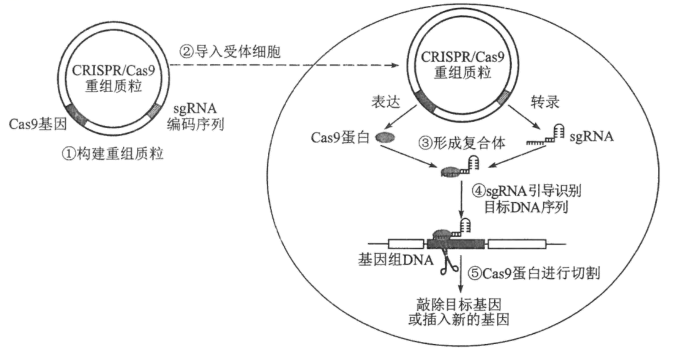 ②导入受体细胞
CRISPR/Cas9
重组质粒
Cas9基因
sgRNA
编码序列
①构建重组质粒
CRISPR/Cas9
重组质粒
表达
转录
Cas9蛋白
③形成复合体
sgRNA
④sgRNA引导识别
目标DNA序列
基因组DNA
⑤Cas9蛋白进行切割
敲除目标基因
或插入新的基因